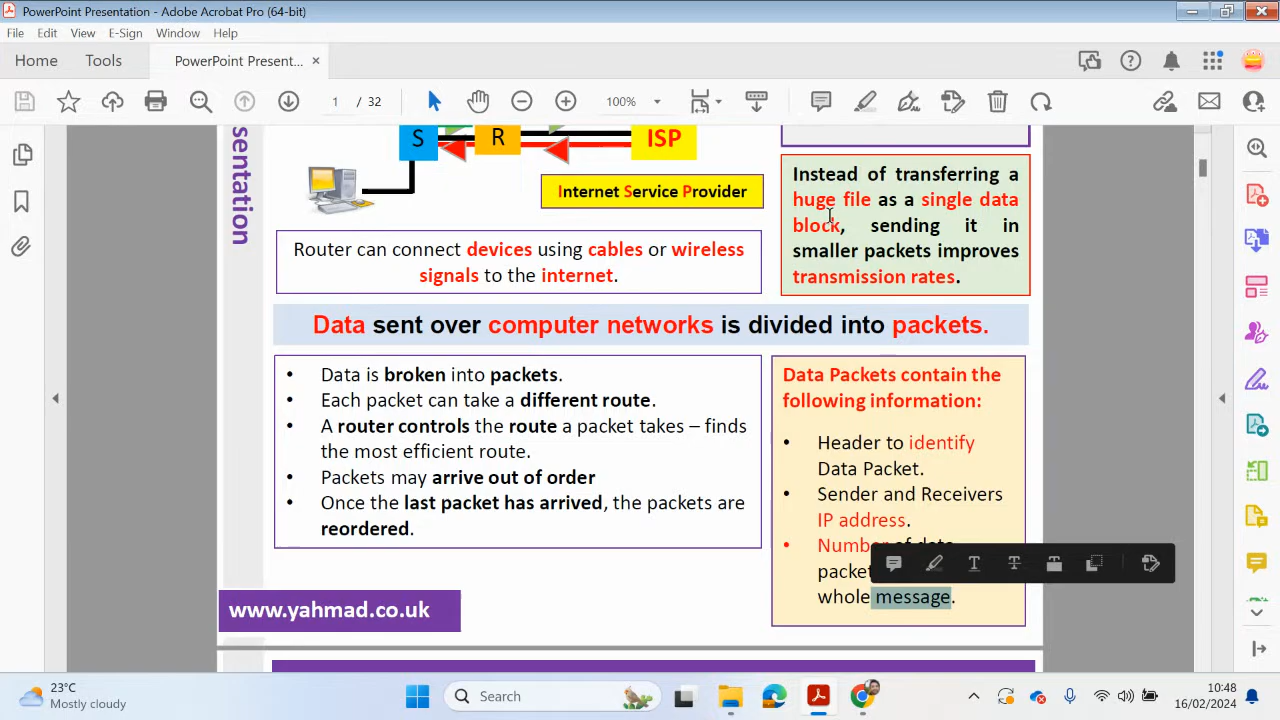 PowerPoint Presentation - Adobe Acrobat Pro (64-bit)
File Edit View E-Sign Window Help
Home Tools PowerPoint Present... ×
1 / 32 100%
sentation
S R ISP
Internet Service Provider
Router can connect devices using cables or wireless
signals to the internet.
Instead of transferring a
huge file as a single data
block, sending it in
smaller packets improves
transmission rates.
Data sent over computer networks is divided into packets.
• Data is broken into packets.
• Each packet can take a different route.
• A router controls the route a packet takes – finds
the most efficient route.
• Packets may arrive out of order
• Once the last packet has arrived, the packets are
reordered.
Data Packets contain the
following information:
• Header to identify
Data Packet.
• Sender and Receivers
IP address.
• Number of data
whole message.
www.yahmad.co.uk
23°C
Mostly cloudy
Search
10:48
16/02/2024